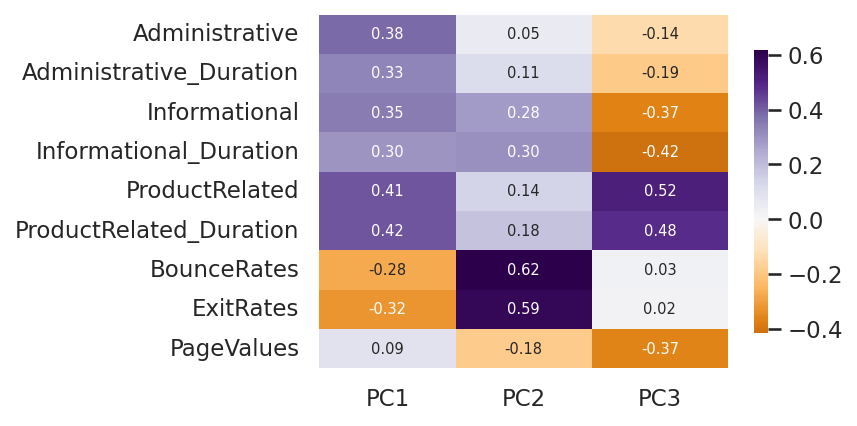 Administrative 0.38 0.05 -0.14
Administrative_Duration 0.33 0.11 -0.19
Informational 0.35 0.28 -0.37
Informational_Duration 0.30 0.30 -0.42
ProductRelated 0.41 0.14 0.52
ProductRelated_Duration 0.42 0.18 0.48
BounceRates -0.28 0.62 0.03
ExitRates -0.32 0.59 0.02
PageValues 0.09 -0.18 -0.37
PC1 PC2 PC3
0.6
0.4
0.2
0.0
−0.2
−0.4